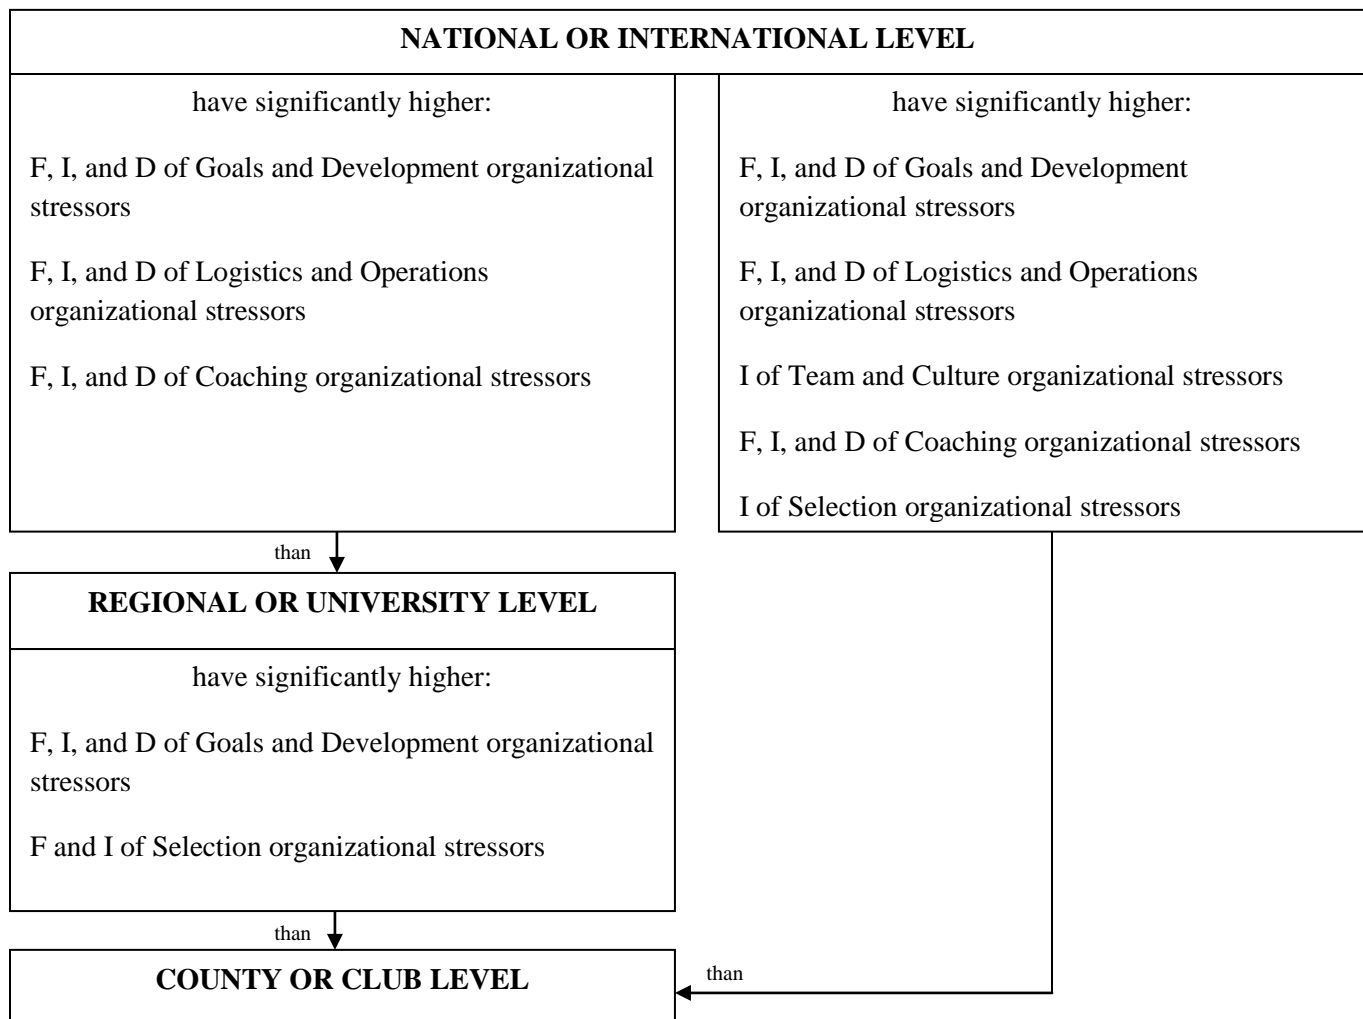 NATIONAL OR INTERNATIONAL LEVEL
have significantly higher:
F, I, and D of Goals and Development organizational
stressors
F, I, and D of Logistics and Operations
organizational stressors
F, I, and D of Coaching organizational stressors
have significantly higher:
F, I, and D of Goals and Development
organizational stressors
F, I, and D of Logistics and Operations
organizational stressors
I of Team and Culture organizational stressors
F, I, and D of Coaching organizational stressors
I of Selection organizational stressors
than
REGIONAL OR UNIVERSITY LEVEL
have significantly higher:
F, I, and D of Goals and Development organizational
stressors
F and I of Selection organizational stressors
than
COUNTY OR CLUB LEVEL
than